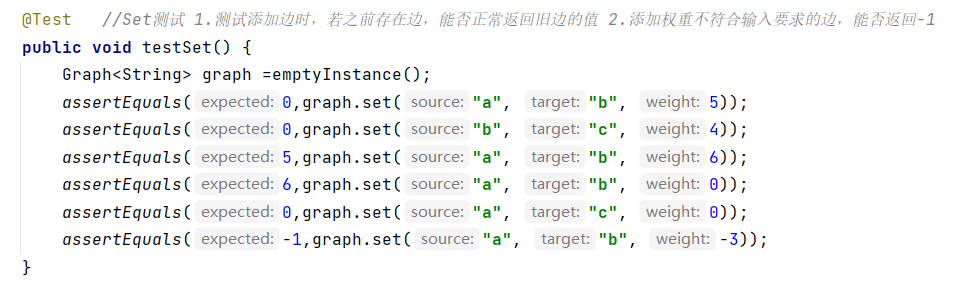 @Test   //Set测试 1.测试添加边时，若之前存在边，能否正常返回旧边的值 2.添加权重不符合输入要求的边，能否返回-1
public void testSet() {
    Graph<String> graph =emptyInstance();
    assertEquals( expected: 0,graph.set( source: "a", target: "b", weight: 5));
    assertEquals( expected: 0,graph.set( source: "b", target: "c", weight: 4));
    assertEquals( expected: 5,graph.set( source: "a", target: "b", weight: 6));
    assertEquals( expected: 6,graph.set( source: "a", target: "b", weight: 0));
    assertEquals( expected: 0,graph.set( source: "a", target: "c", weight: 0));
    assertEquals( expected: -1,graph.set( source: "a", target: "b", weight: -3));
}